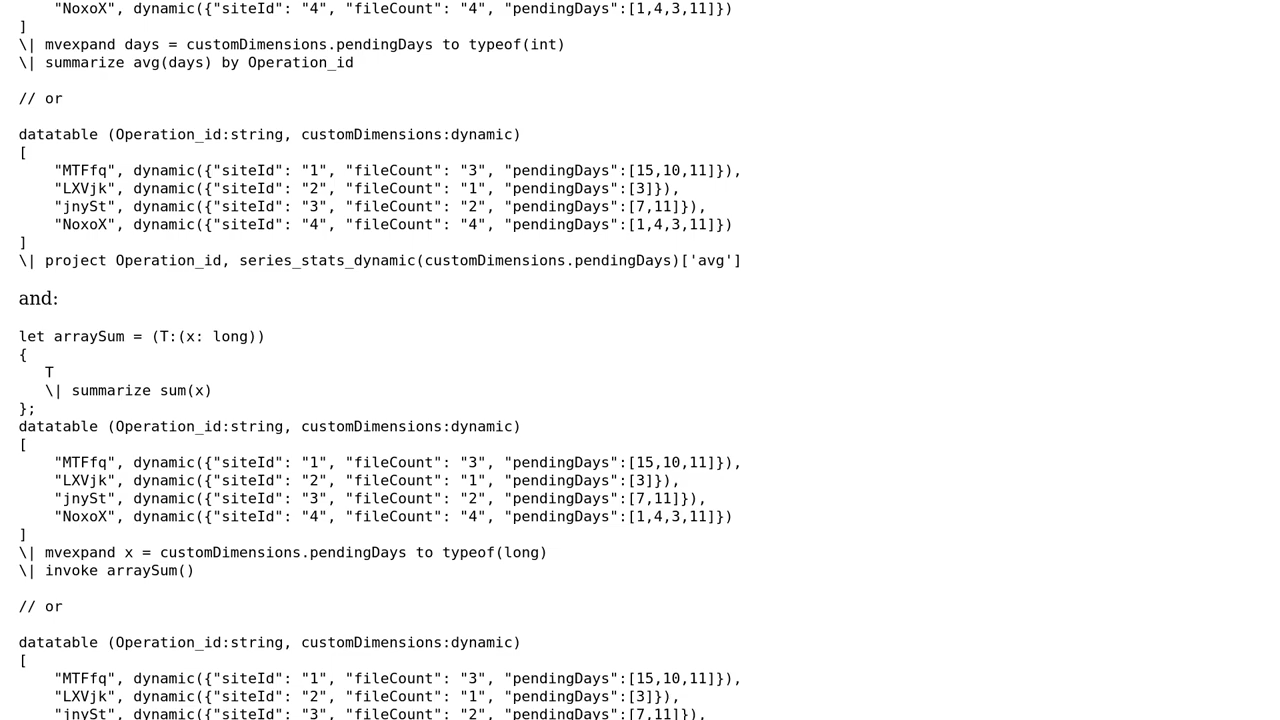 "NoxoX", dynamic({"siteId": "4", "fileCount": "4", "pendingDays":[1,4,3,11]})
]
\| mvexpand days = customDimensions.pendingDays to typeof(int)
\| summarize avg(days) by Operation_id

// or

datatable (Operation_id:string, customDimensions:dynamic)
[
    "MTFfq", dynamic({"siteId": "1", "fileCount": "3", "pendingDays":[15,10,11]}),
    "LXVjk", dynamic({"siteId": "2", "fileCount": "1", "pendingDays":[3]}),
    "jnySt", dynamic({"siteId": "3", "fileCount": "2", "pendingDays":[7,11]}),
    "NoxoX", dynamic({"siteId": "4", "fileCount": "4", "pendingDays":[1,4,3,11]})
]
\| project Operation_id, series_stats_dynamic(customDimensions.pendingDays)['avg']

and:

let arraySum = (T:(x: long))
{
   T
   \| summarize sum(x)
};
datatable (Operation_id:string, customDimensions:dynamic)
[
    "MTFfq", dynamic({"siteId": "1", "fileCount": "3", "pendingDays":[15,10,11]}),
    "LXVjk", dynamic({"siteId": "2", "fileCount": "1", "pendingDays":[3]}),
    "jnySt", dynamic({"siteId": "3", "fileCount": "2", "pendingDays":[7,11]}),
    "NoxoX", dynamic({"siteId": "4", "fileCount": "4", "pendingDays":[1,4,3,11]})
]
\| mvexpand x = customDimensions.pendingDays to typeof(long)
\| invoke arraySum()

// or

datatable (Operation_id:string, customDimensions:dynamic)
[
    "MTFfq", dynamic({"siteId": "1", "fileCount": "3", "pendingDays":[15,10,11]}),
    "LXVjk", dynamic({"siteId": "2", "fileCount": "1", "pendingDays":[3]}),
    "jnySt", dynamic({"siteId": "3", "fileCount": "2", "pendingDays":[7,11]}),